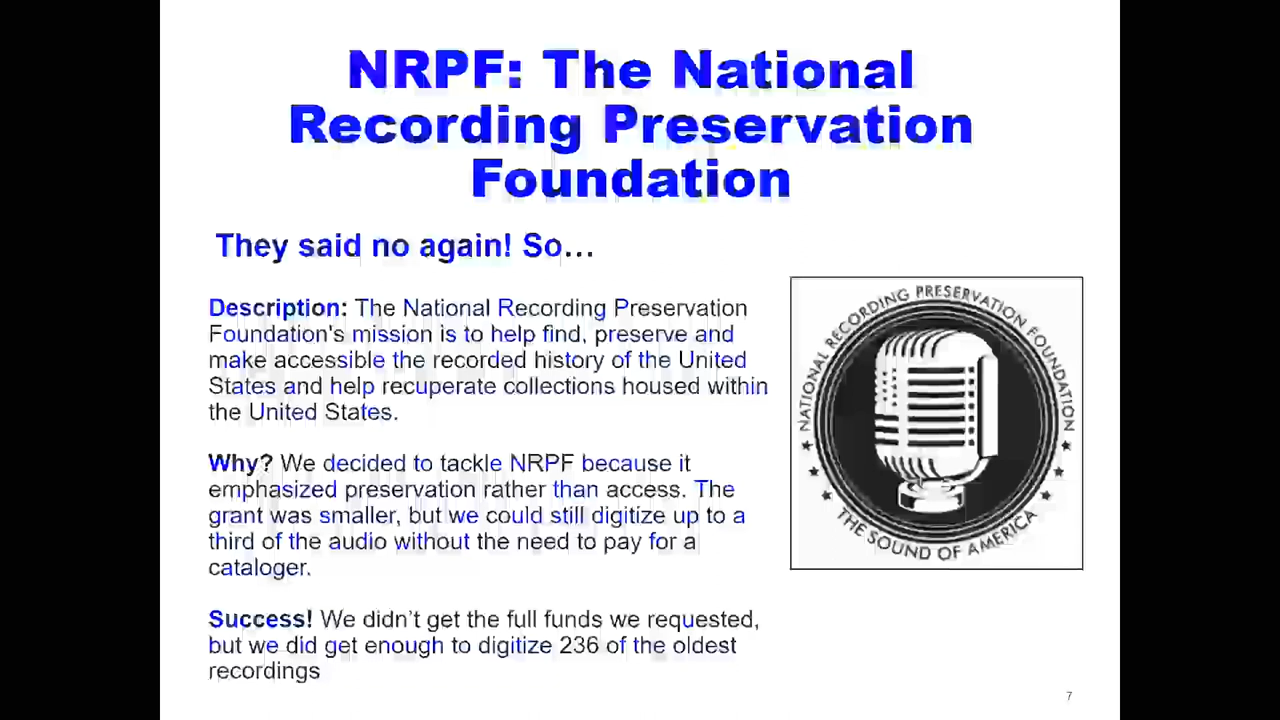 NRPF: The National
Recording Preservation
Foundation
They said no again! So…
Description: The National Recording Preservation
Foundation's mission is to help find, preserve and
make accessible the recorded history of the United
States and help recuperate collections housed within
the United States.
Why? We decided to tackle NRPF because it
emphasized preservation rather than access. The
grant was smaller, but we could still digitize up to a
third of the audio without the need to pay for a
cataloger.
Success! We didn’t get the full funds we requested,
but we did get enough to digitize 236 of the oldest
recordings
NATIONAL RECORDING PRESERVATION FOUNDATION
THE SOUND OF AMERICA
7